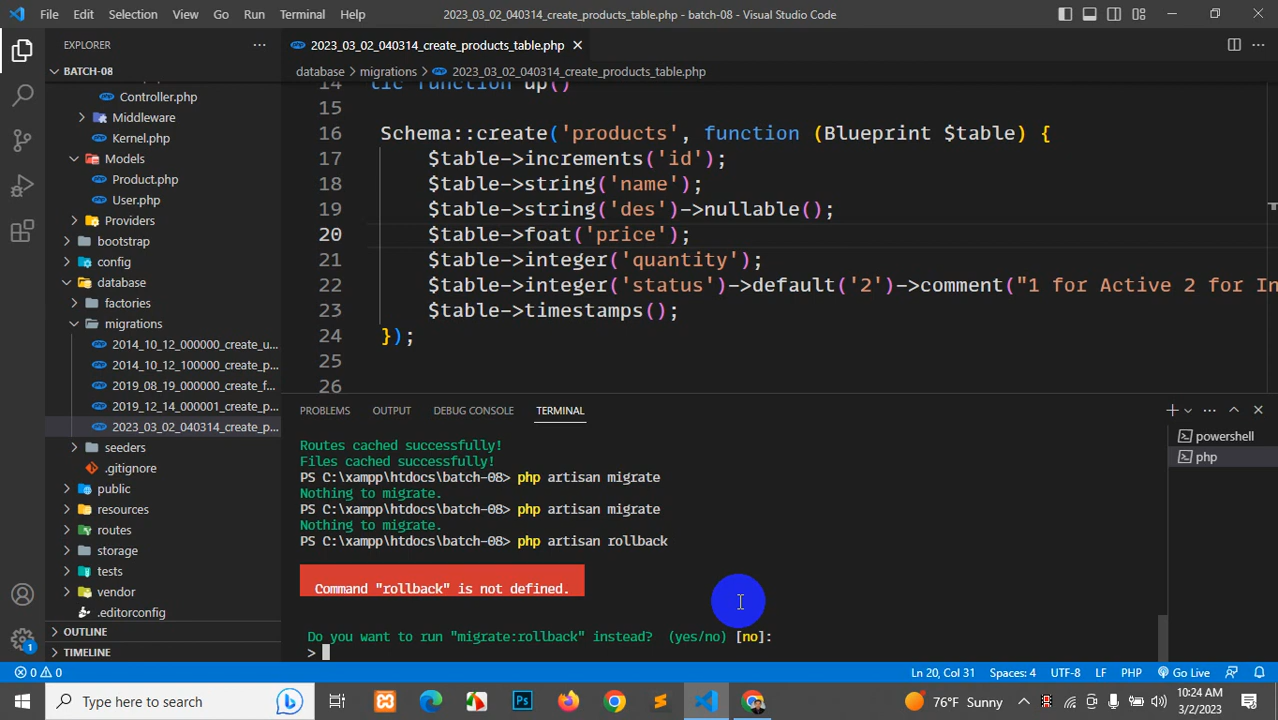 File Edit Selection View Go Run Terminal Help 2023_03_02_040314_create_products_table.php - batch-08 - Visual Studio Code
EXPLORER
BATCH-08
Controller.php
Middleware
Kernel.php
Models
Product.php
User.php
Providers
bootstrap
config
database
factories
migrations
2014_10_12_000000_create_u...
2014_10_12_100000_create_p...
2019_08_19_000000_create_f...
2019_12_14_000001_create_p...
2023_03_02_040314_create_p...
seeders
.gitignore
public
resources
routes
storage
tests
vendor
.editorconfig
OUTLINE
TIMELINE
2023_03_02_040314_create_products_table.php
database > migrations > 2023_03_02_040314_create_products_table.php
14 tic function up()
15
16 Schema::create('products', function (Blueprint $table) {
17 $table->increments('id');
18 $table->string('name');
19 $table->string('des')->nullable();
20 $table->foat('price');
21 $table->integer('quantity');
22 $table->integer('status')->default('2')->comment("1 for Active 2 for In
23 $table->timestamps();
24 });
25
26
PROBLEMS OUTPUT DEBUG CONSOLE TERMINAL
Routes cached successfully!
Files cached successfully!
PS C:\xampp\htdocs\batch-08> php artisan migrate
Nothing to migrate.
PS C:\xampp\htdocs\batch-08> php artisan migrate
Nothing to migrate.
PS C:\xampp\htdocs\batch-08> php artisan rollback
Command "rollback" is not defined.
Do you want to run "migrate:rollback" instead? (yes/no) [no]:
>
powershell
php
0 0 Ln 20, Col 31 Spaces: 4 UTF-8 LF PHP Go Live
1
Type here to search
Ps
76°F Sunny
10:24 AM
3/2/2023